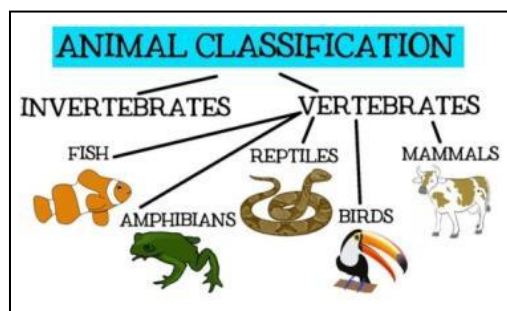 ANIMAL CLASSIFICATION
INVERTEBRATES
VERTEBRATES
FISH
REPTILES
MAMMALS
AMPHIBIANS
BIRDS